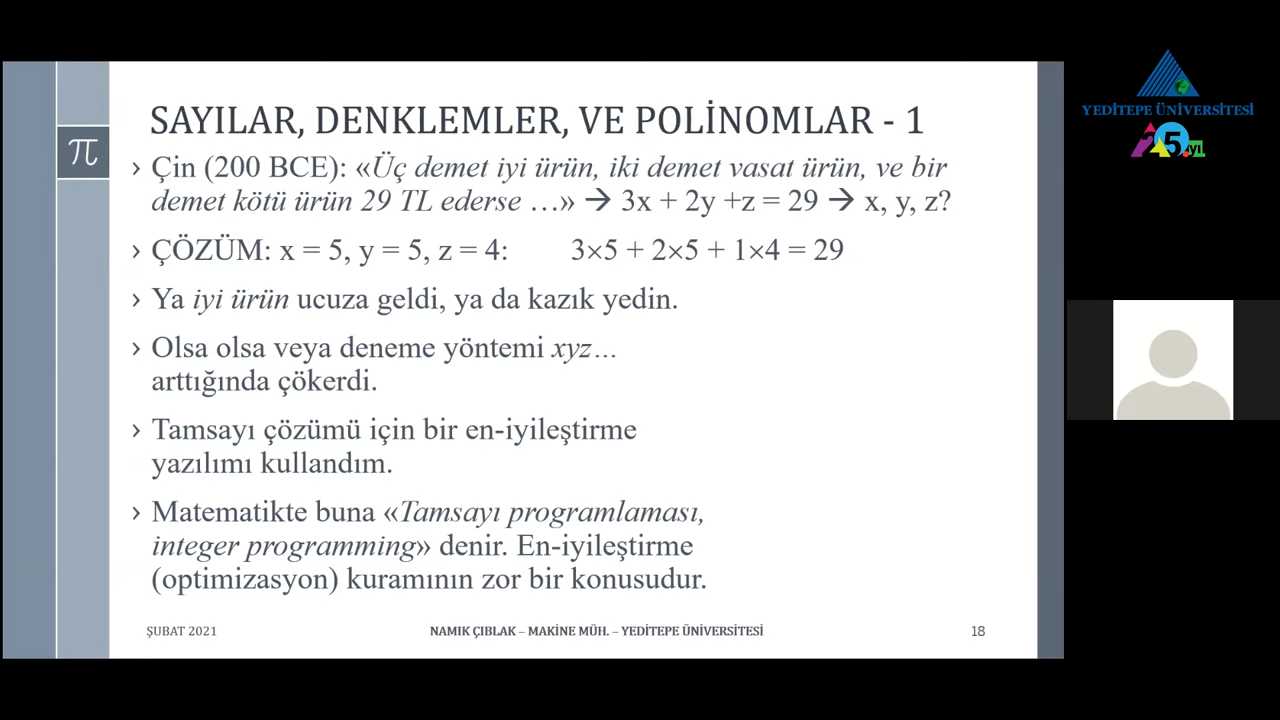 SAYILAR, DENKLEMLER, VE POLİNOMLAR - 1
π
› Çin (200 BCE): «Üç demet iyi ürün, iki demet vasat ürün, ve bir
demet kötü ürün 29 TL ederse …» → 3x + 2y +z = 29 → x, y, z?
› ÇÖZÜM: x = 5, y = 5, z = 4: 3×5 + 2×5 + 1×4 = 29
› Ya iyi ürün ucuza geldi, ya da kazık yedin.
› Olsa olsa veya deneme yöntemi xyz…
arttığında çökerdi.
› Tamsayı çözümü için bir en-iyileştirme
yazılımı kullandım.
› Matematikte buna «Tamsayı programlaması,
integer programming» denir. En-iyileştirme
(optimizasyon) kuramının zor bir konusudur.
ŞUBAT 2021 NAMIK ÇIBLAK – MAKİNE MÜH. – YEDİTEPE ÜNİVERSİTESİ 18
YEDİTEPE ÜNİVERSİTESİ
25.yıl